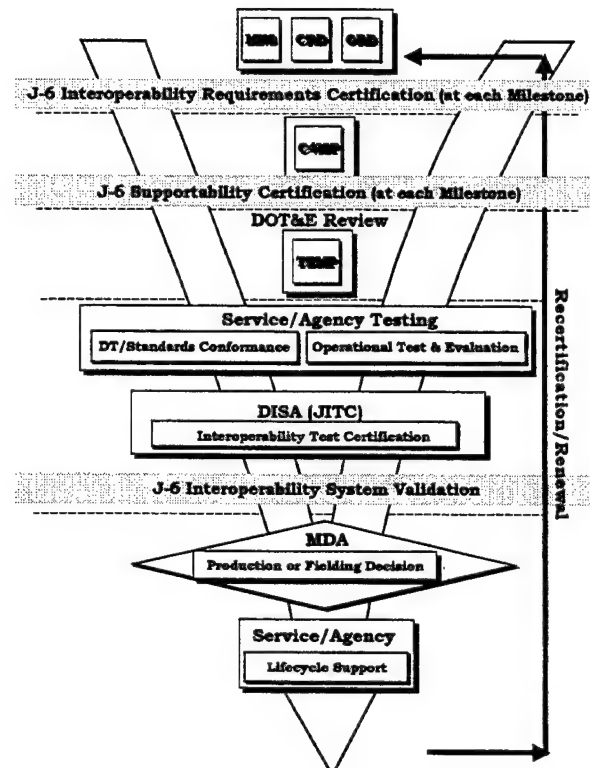 MNS CRD ORD
J-6 Interoperability Requirements Certification (at each Milestone)
C4ISP
J-6 Supportability Certification (at each Milestone)
DOT&E Review
TEMP
Service/Agency Testing
DT/Standards Conformance Operational Test & Evaluation
DISA (JITC)
Interoperability Test Certification
J-6 Interoperability System Validation
MDA
Production or Fielding Decision
Service/Agency
Lifecycle Support
Recertification/Renewal